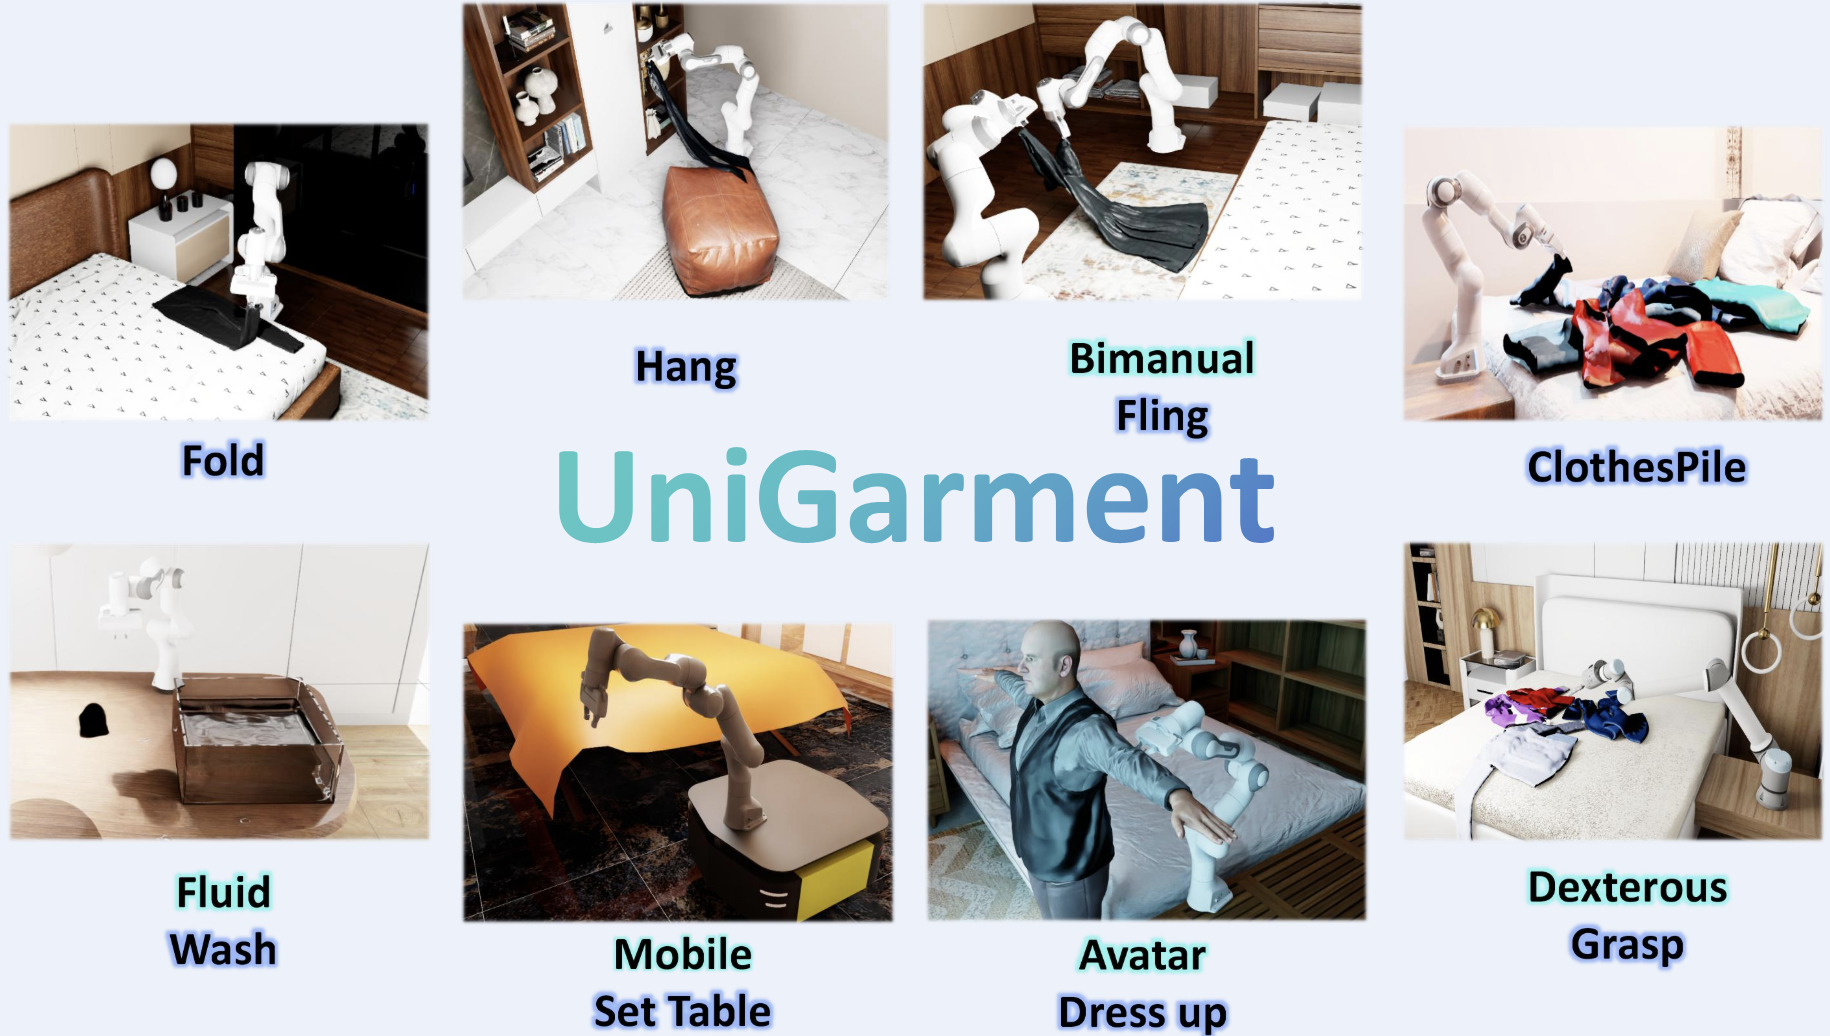 Hang
Bimanual
Fling
Fold
ClothesPile
UniGarment
Fluid
Wash
Mobile
Set Table
Avatar
Dress up
Dexterous
Grasp